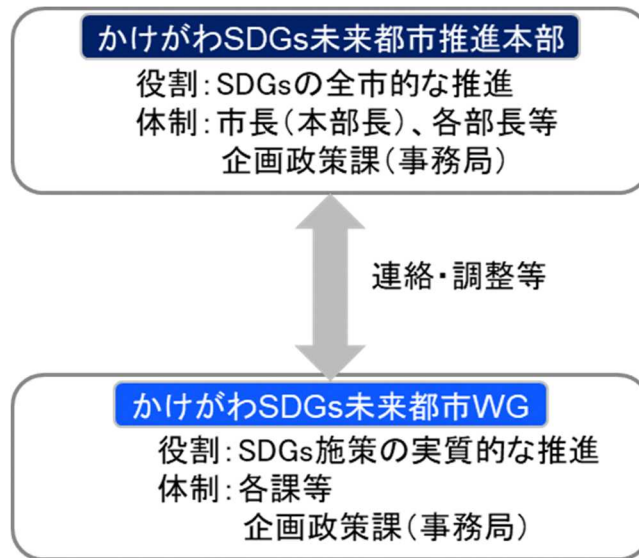 かけがわSDGs未来都市推進本部
役割：SDGsの全市的な推進
体制：市長（本部長）、各部長等
企画政策課（事務局）
連絡・調整等
かけがわSDGs未来都市WG
役割：SDGs施策の実質的な推進
体制：各課等
企画政策課（事務局）